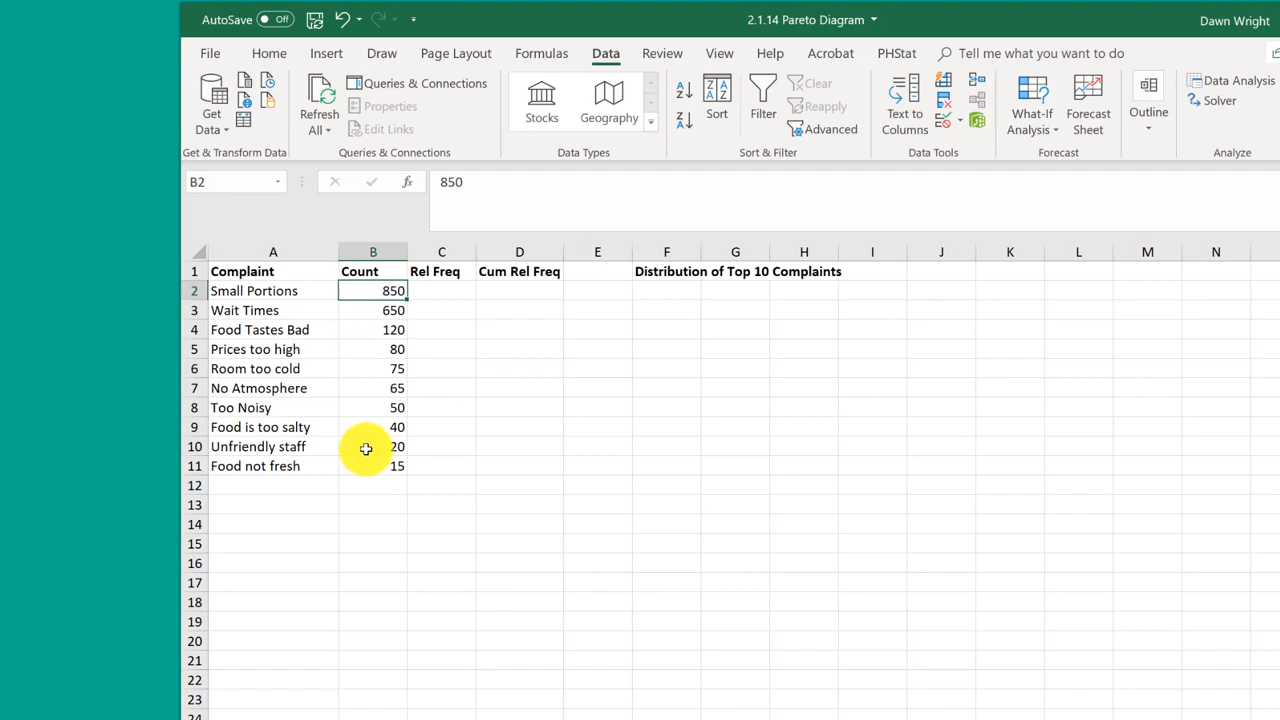 AutoSave Off 2.1.14 Pareto Diagram Dawn Wright
File Home Insert Draw Page Layout Formulas Data Review View Help Acrobat PHStat Tell me what you want to do
Get Data
Refresh All
Queries & Connections
Properties
Edit Links
Stocks Geography
Sort
Filter
Clear
Reapply
Advanced
Text to Columns
What-If Analysis
Forecast Sheet
Outline
Data Analysis
Solver
Get & Transform Data Queries & Connections Data Types Sort & Filter Data Tools Forecast Analyze
B2 fx 850
A B C D E F G H I J K L M N
1 Complaint Count Rel Freq Cum Rel Freq Distribution of Top 10 Complaints
2 Small Portions 850
3 Wait Times 650
4 Food Tastes Bad 120
5 Prices too high 80
6 Room too cold 75
7 No Atmosphere 65
8 Too Noisy 50
9 Food is too salty 40
10 Unfriendly staff 20
11 Food not fresh 15
12
13
14
15
16
17
18
19
20
21
22
23
24